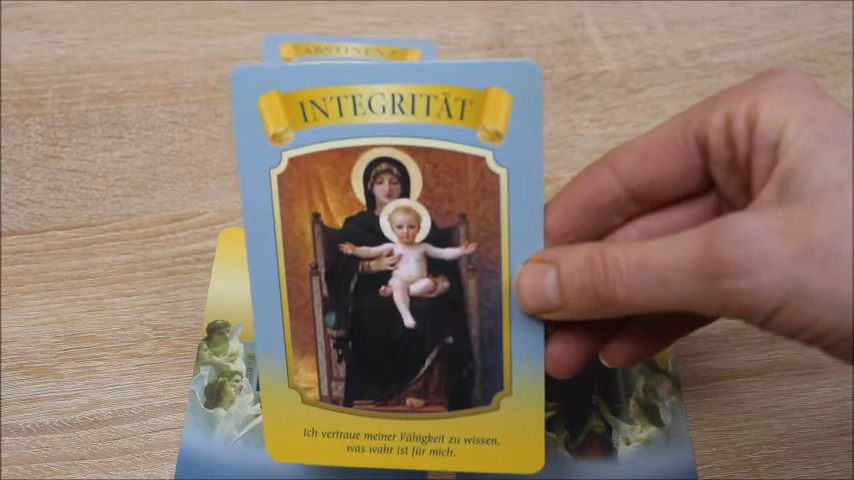 ABSTINENZ
INTEGRITÄT
Ich vertraue meiner Fähigkeit zu wissen,
was wahr ist für mich.